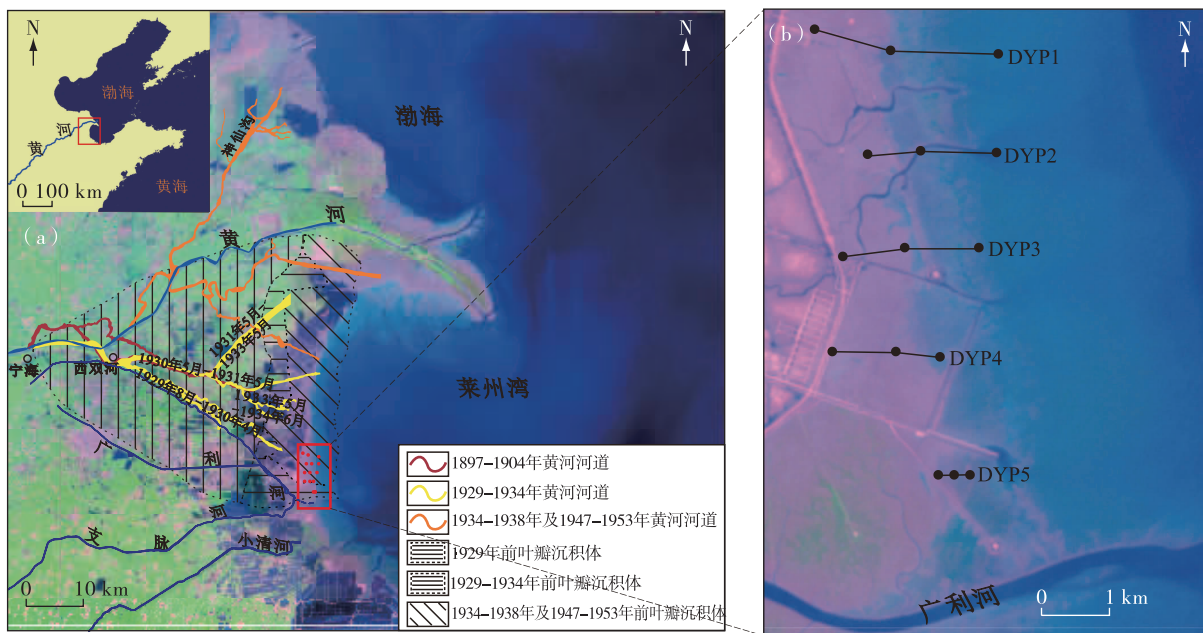 N
渤海
黄河
黄海
0 100 km
(a)
N
渤海
神仙沟
黄河
1931年5月-
1933年5月
宁海
西双河
1930年5月-1931年5月
1933年6月
-1934年6月
1929年8月-1930年4月
莱州湾
广利河
支脉河
小清河
0 10 km
1897-1904年黄河河道
1929-1934年黄河河道
1934-1938年及1947-1953年黄河河道
1929年前叶瓣沉积体
1929-1934年前叶瓣沉积体
1934-1938年及1947-1953年前叶瓣沉积体
(b)
N
DYP1
DYP2
DYP3
DYP4
DYP5
广利河
0 1 km